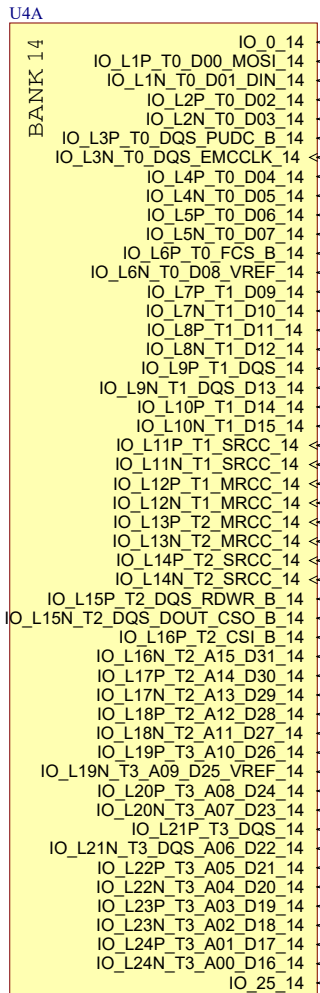 U4A
BANK 14
IO_0_14
IO_L1P_T0_D00_MOSI_14
IO_L1N_T0_D01_DIN_14
IO_L2P_T0_D02_14
IO_L2N_T0_D03_14
IO_L3P_T0_DQS_PUDC_B_14
IO_L3N_T0_DQS_EMCCLK_14
IO_L4P_T0_D04_14
IO_L4N_T0_D05_14
IO_L5P_T0_D06_14
IO_L5N_T0_D07_14
IO_L6P_T0_FCS_B_14
IO_L6N_T0_D08_VREF_14
IO_L7P_T1_D09_14
IO_L7N_T1_D10_14
IO_L8P_T1_D11_14
IO_L8N_T1_D12_14
IO_L9P_T1_DQS_14
IO_L9N_T1_DQS_D13_14
IO_L10P_T1_D14_14
IO_L10N_T1_D15_14
IO_L11P_T1_SRCC_14
IO_L11N_T1_SRCC_14
IO_L12P_T1_MRCC_14
IO_L12N_T1_MRCC_14
IO_L13P_T2_MRCC_14
IO_L13N_T2_MRCC_14
IO_L14P_T2_SRCC_14
IO_L14N_T2_SRCC_14
IO_L15P_T2_DQS_RDWR_B_14
IO_L15N_T2_DQS_DOUT_CSO_B_14
IO_L16P_T2_CSI_B_14
IO_L16N_T2_A15_D31_14
IO_L17P_T2_A14_D30_14
IO_L17N_T2_A13_D29_14
IO_L18P_T2_A12_D28_14
IO_L18N_T2_A11_D27_14
IO_L19P_T3_A10_D26_14
IO_L19N_T3_A09_D25_VREF_14
IO_L20P_T3_A08_D24_14
IO_L20N_T3_A07_D23_14
IO_L21P_T3_DQS_14
IO_L21N_T3_DQS_A06_D22_14
IO_L22P_T3_A05_D21_14
IO_L22N_T3_A04_D20_14
IO_L23P_T3_A03_D19_14
IO_L23N_T3_A02_D18_14
IO_L24P_T3_A01_D17_14
IO_L24N_T3_A00_D16_14
IO_25_14